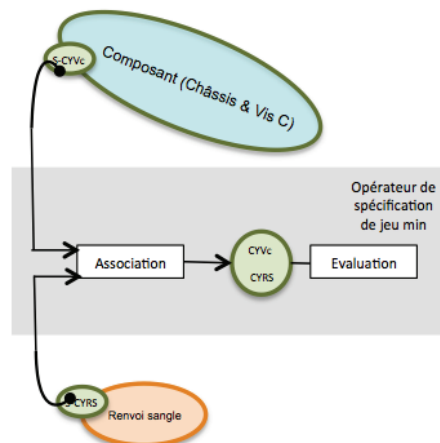 S-CYVc
Composant (Châssis & Vis C)
Opérateur de
spécification
de jeu min
Association
CYVc
CYRS
Evaluation
S-CYRS
Renvoi sangle